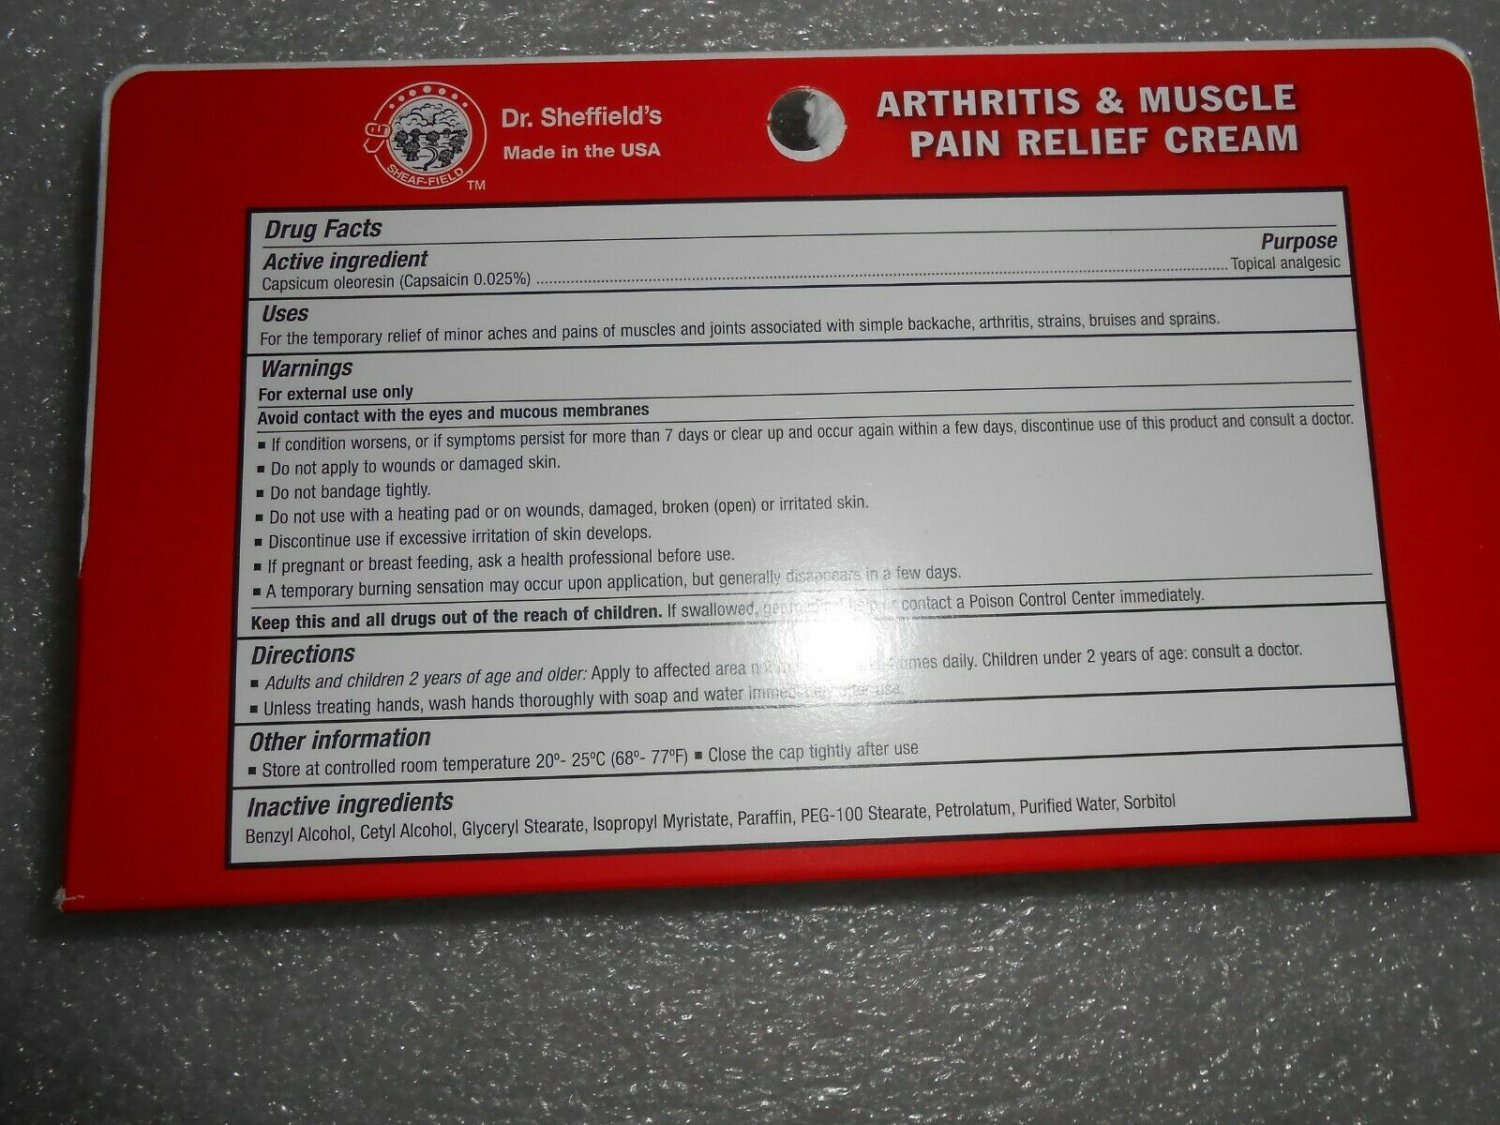 SHEAF-FIELD
TM
Dr. Sheffield's
Made in the USA
ARTHRITIS & MUSCLE
PAIN RELIEF CREAM
Drug Facts
Active ingredient Purpose
Capsicum oleoresin (Capsaicin 0.025%) ........ Topical analgesic
Uses
For the temporary relief of minor aches and pains of muscles and joints associated with simple backache, arthritis, strains, bruises and sprains.
Warnings
For external use only
Avoid contact with the eyes and mucous membranes
▪ If condition worsens, or if symptoms persist for more than 7 days or clear up and occur again within a few days, discontinue use of this product and consult a doctor.
▪ Do not apply to wounds or damaged skin.
▪ Do not bandage tightly.
▪ Do not use with a heating pad or on wounds, damaged, broken (open) or irritated skin.
▪ Discontinue use if excessive irritation of skin develops.
▪ If pregnant or breast feeding, ask a health professional before use.
▪ A temporary burning sensation may occur upon application, but generally disappears in a few days.
Keep this and all drugs out of the reach of children. If swallowed, contact a Poison Control Center immediately.
Directions
▪ Adults and children 2 years of age and older: Apply to affected area daily. Children under 2 years of age: consult a doctor.
▪ Unless treating hands, wash hands thoroughly with soap and water
Other information
▪ Store at controlled room temperature 20º- 25ºC (68º- 77ºF) ▪ Close the cap tightly after use
Inactive ingredients
Benzyl Alcohol, Cetyl Alcohol, Glyceryl Stearate, Isopropyl Myristate, Paraffin, PEG-100 Stearate, Petrolatum, Purified Water, Sorbitol